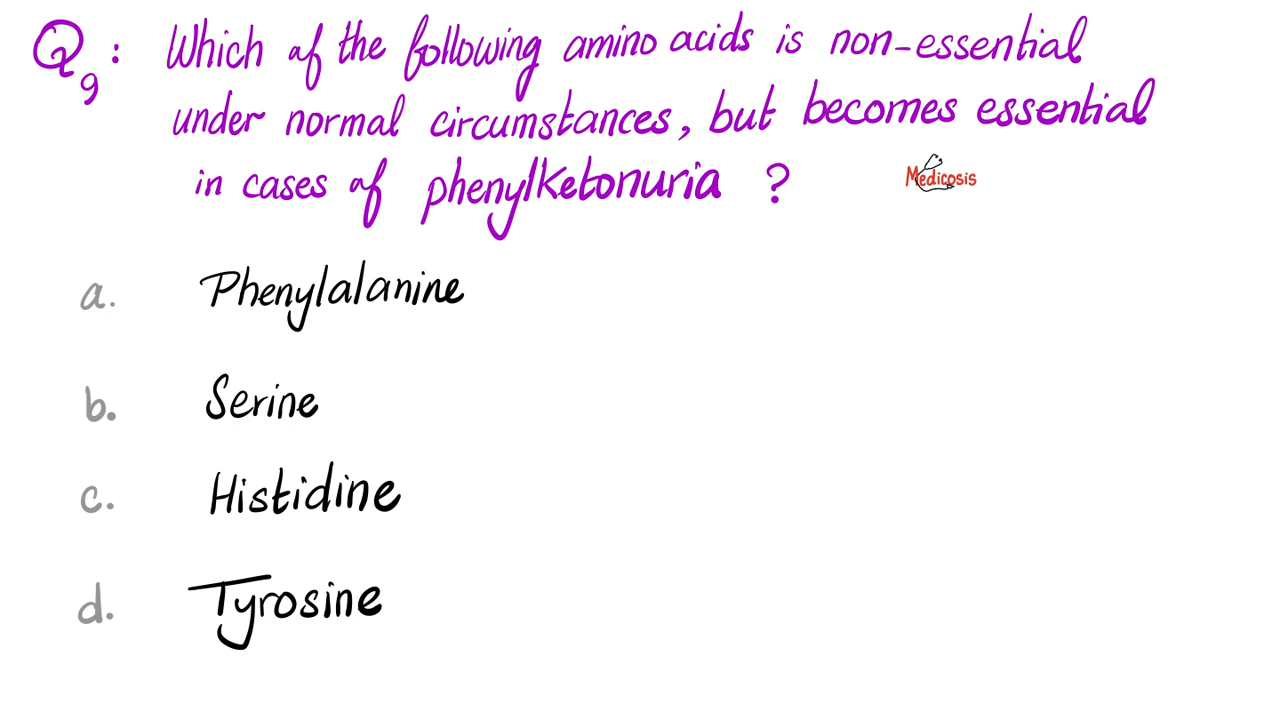 Q9: Which of the following amino acids is non-essential
under normal circumstances, but becomes essential
in cases of phenylketonuria ?
Medicosis
a. Phenylalanine
b. Serine
c. Histidine
d. Tyrosine